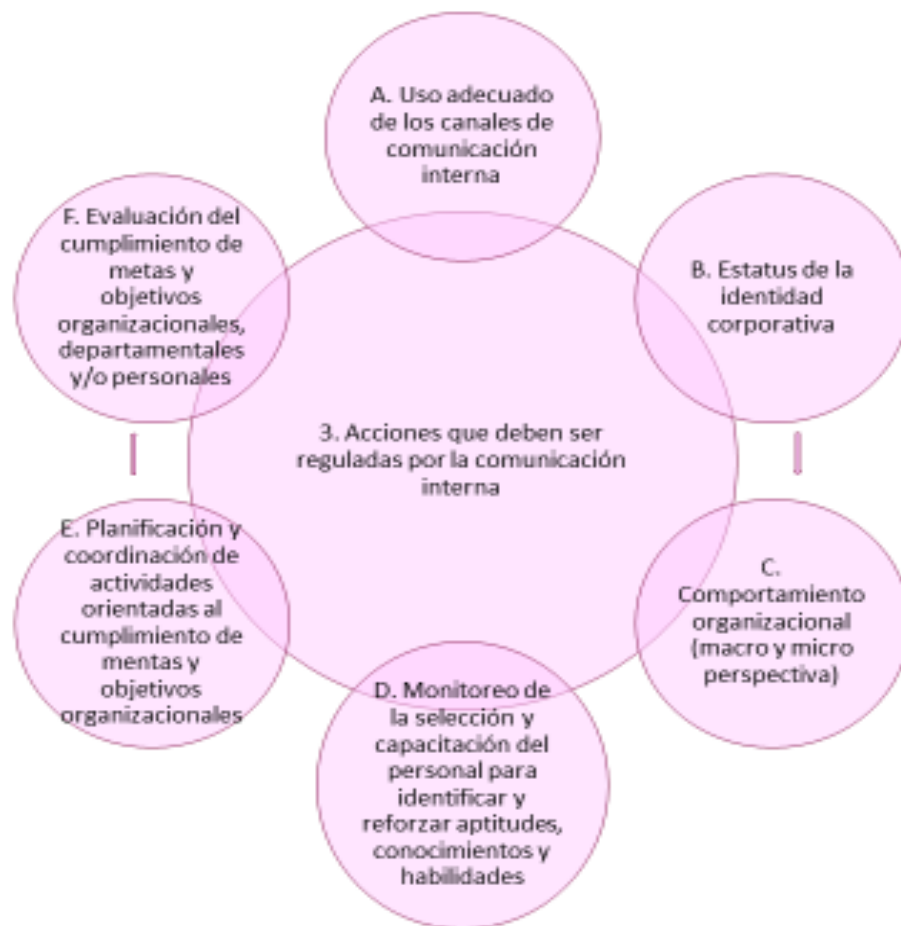 A. Uso adecuado
de los canales de
comunicación
interna
B. Estatus de la
identidad
corporativa
C.
Comportamiento
organizacional
(macro y micro
perspectiva)
D. Monitoreo de
la selección y
capacitación del
personal para
identificar y
reforzar aptitudes,
conocimientos y
habilidades
E. Planificación y
coordinación de
actividades
orientadas al
cumplimiento de
mentas y
objetivos
organizacionales
F. Evaluación del
cumplimiento de
metas y
objetivos
organizacionales,
departamentales
y/o personales
3. Acciones que deben ser
reguladas por la comunicación
interna